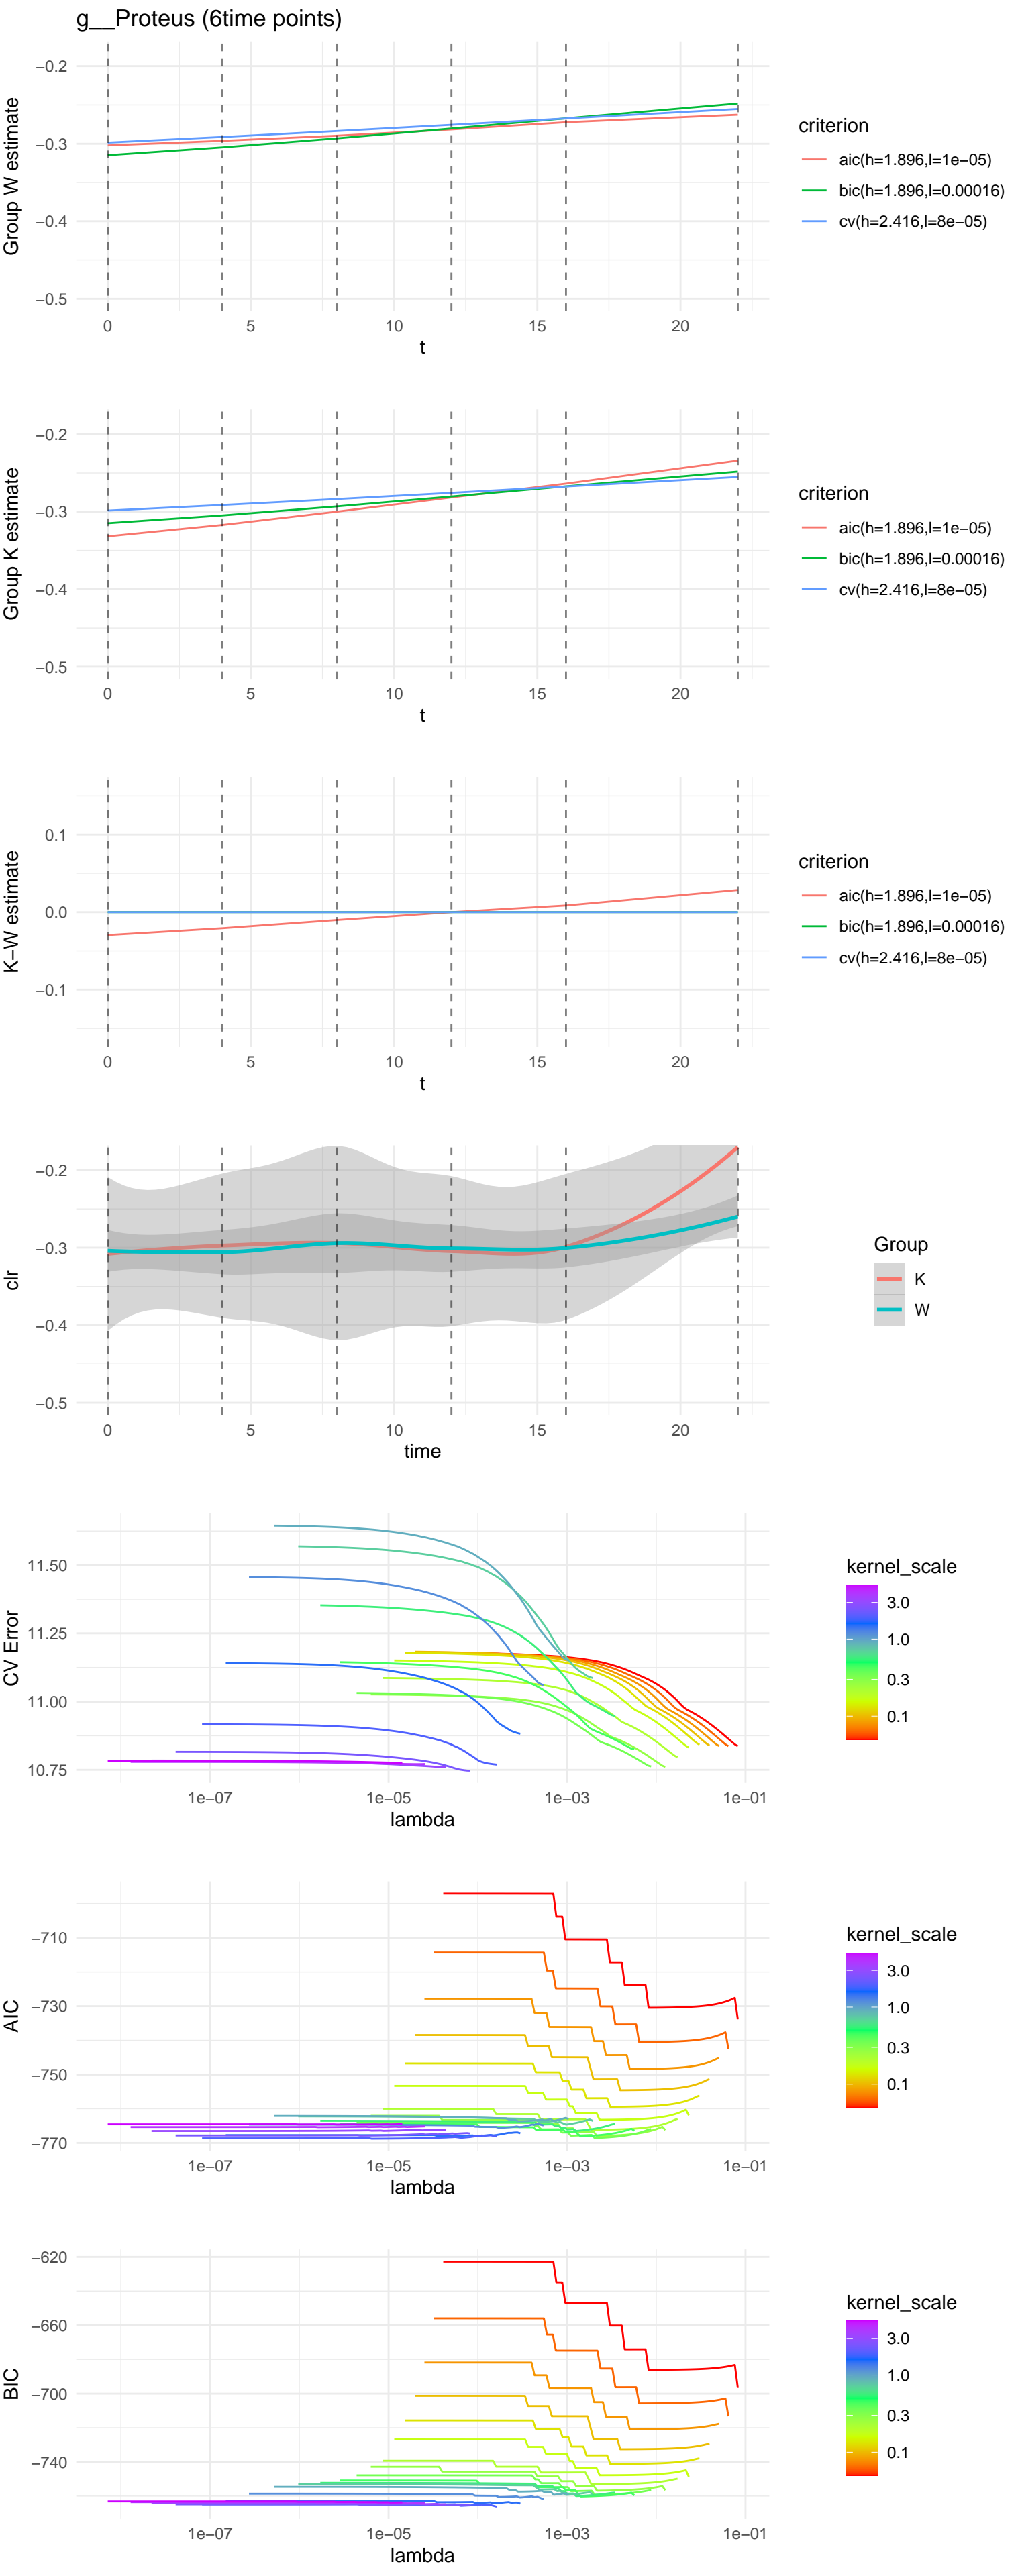 g__Proteus (6time points)
Group W estimate
−0.2
−0.3
−0.4
−0.5
0 5 10 15 20
t
criterion
aic(h=1.896,l=1e−05)
bic(h=1.896,l=0.00016)
cv(h=2.416,l=8e−05)
Group K estimate
−0.2
−0.3
−0.4
−0.5
0 5 10 15 20
t
criterion
aic(h=1.896,l=1e−05)
bic(h=1.896,l=0.00016)
cv(h=2.416,l=8e−05)
K−W estimate
0.1
0.0
−0.1
0 5 10 15 20
t
criterion
aic(h=1.896,l=1e−05)
bic(h=1.896,l=0.00016)
cv(h=2.416,l=8e−05)
clr
−0.2
−0.3
−0.4
−0.5
0 5 10 15 20
time
Group
K
W
CV Error
11.50
11.25
11.00
10.75
1e−07 1e−05 1e−03 1e−01
lambda
kernel_scale
3.0
1.0
0.3
0.1
AIC
−710
−730
−750
−770
1e−07 1e−05 1e−03 1e−01
lambda
kernel_scale
3.0
1.0
0.3
0.1
BIC
−620
−660
−700
−740
1e−07 1e−05 1e−03 1e−01
lambda
kernel_scale
3.0
1.0
0.3
0.1